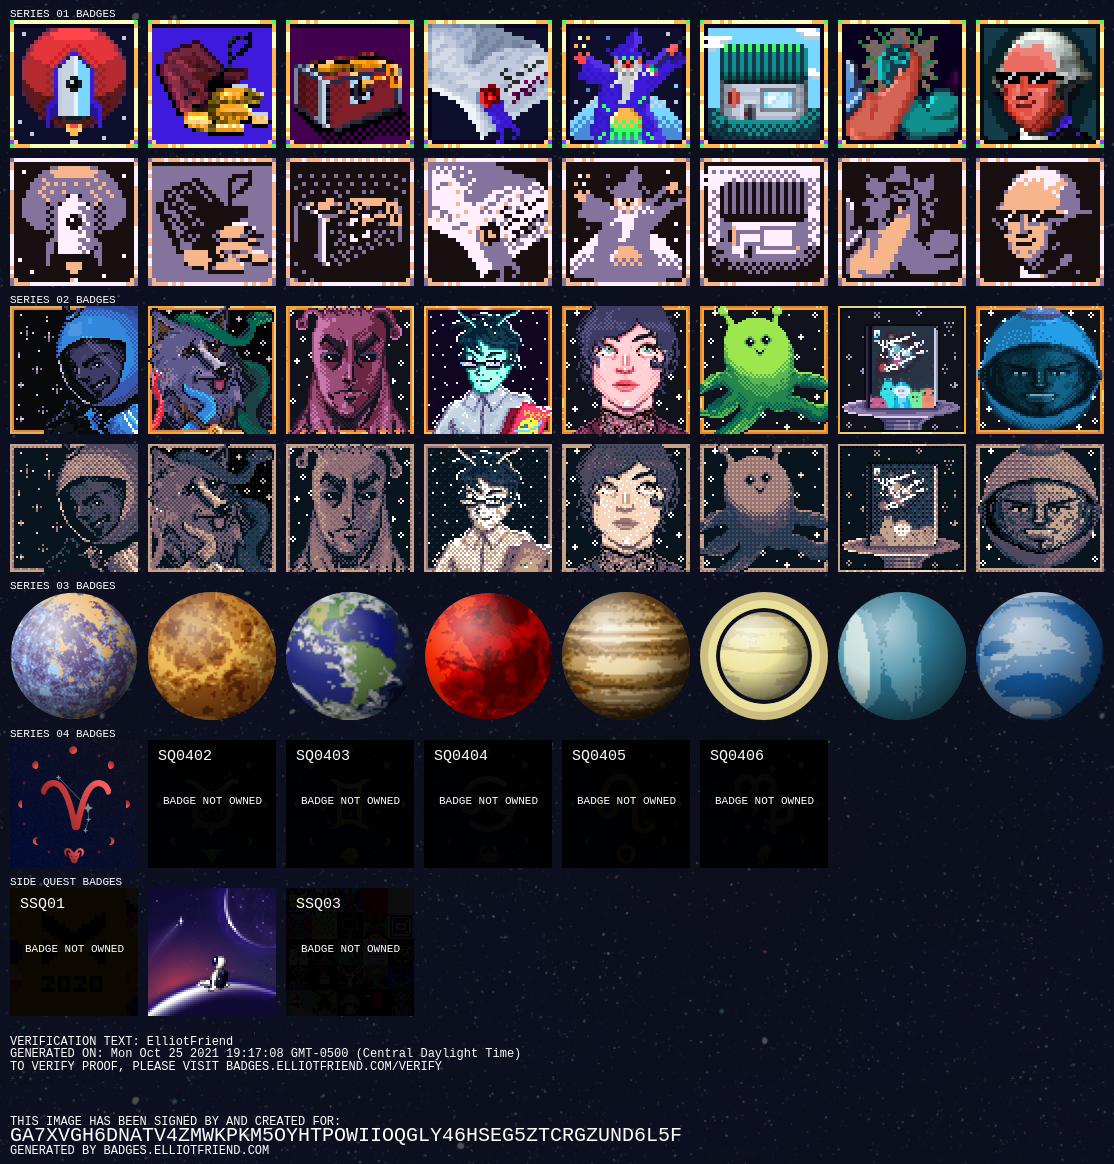 SERIES 01 BADGES
SERIES 02 BADGES
SERIES 03 BADGES
SERIES 04 BADGES
SQ0402 SQ0403 SQ0404 SQ0405 SQ0406
BADGE NOT OWNED BADGE NOT OWNED BADGE NOT OWNED BADGE NOT OWNED BADGE NOT OWNED
SIDE QUEST BADGES
SSQ01 SSQ03
BADGE NOT OWNED BADGE NOT OWNED
2020
VERIFICATION TEXT: ElliotFriend
GENERATED ON: Mon Oct 25 2021 19:17:08 GMT-0500 (Central Daylight Time)
TO VERIFY PROOF, PLEASE VISIT BADGES.ELLIOTFRIEND.COM/VERIFY
THIS IMAGE HAS BEEN SIGNED BY AND CREATED FOR:
GA7XVGH6DNATV4ZMWKPKM5OYHTPOWIIOQGLY46HSEG5ZTCRGZUND6L5F
GENERATED BY BADGES.ELLIOTFRIEND.COM